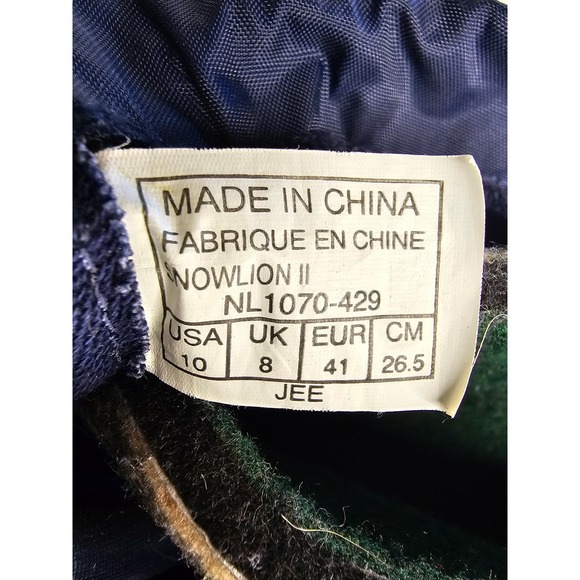 MADE IN CHINA
FABRIQUE EN CHINE
SNOWLION II
NL1070-429
USA UK EUR CM
10 8 41 26.5
JEE